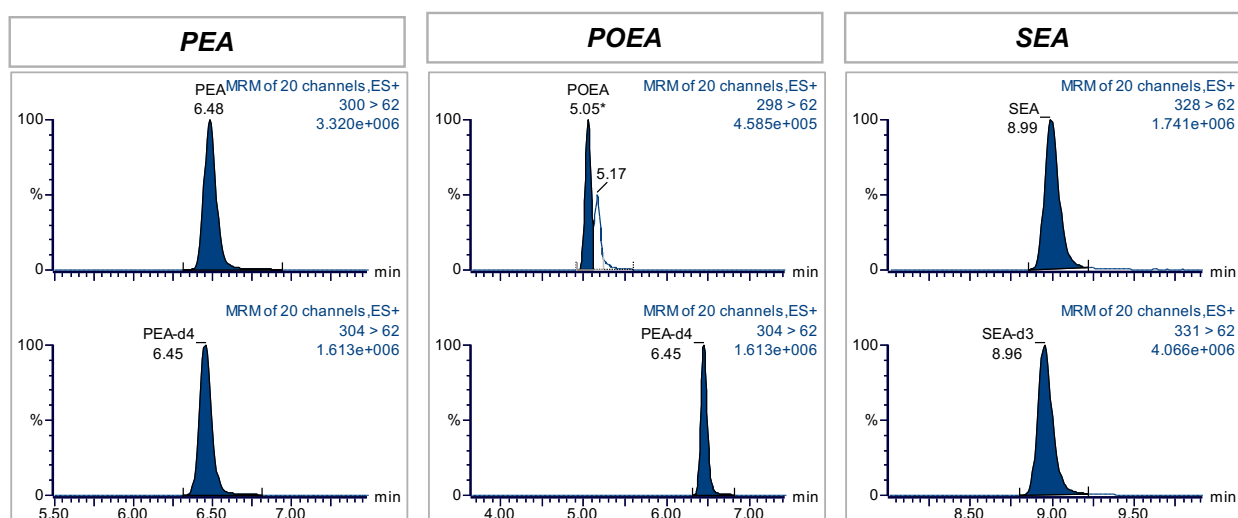 PEA
POEA
SEA
MRM of 20 channels,ES+
300 > 62
3.320e+006
PEA
6.48
100
%
0
min
MRM of 20 channels,ES+
298 > 62
4.585e+005
POEA
5.05*
5.17
100
%
0
min
MRM of 20 channels,ES+
328 > 62
1.741e+006
SEA
8.99
100
%
0
min
MRM of 20 channels,ES+
304 > 62
1.613e+006
PEA-d4
6.45
100
%
0
min
5.50 6.00 6.50 7.00
MRM of 20 channels,ES+
304 > 62
1.613e+006
PEA-d4
6.45
100
%
0
min
4.00 5.00 6.00 7.00
MRM of 20 channels,ES+
331 > 62
4.066e+006
SEA-d3
8.96
100
%
0
min
8.50 9.00 9.50